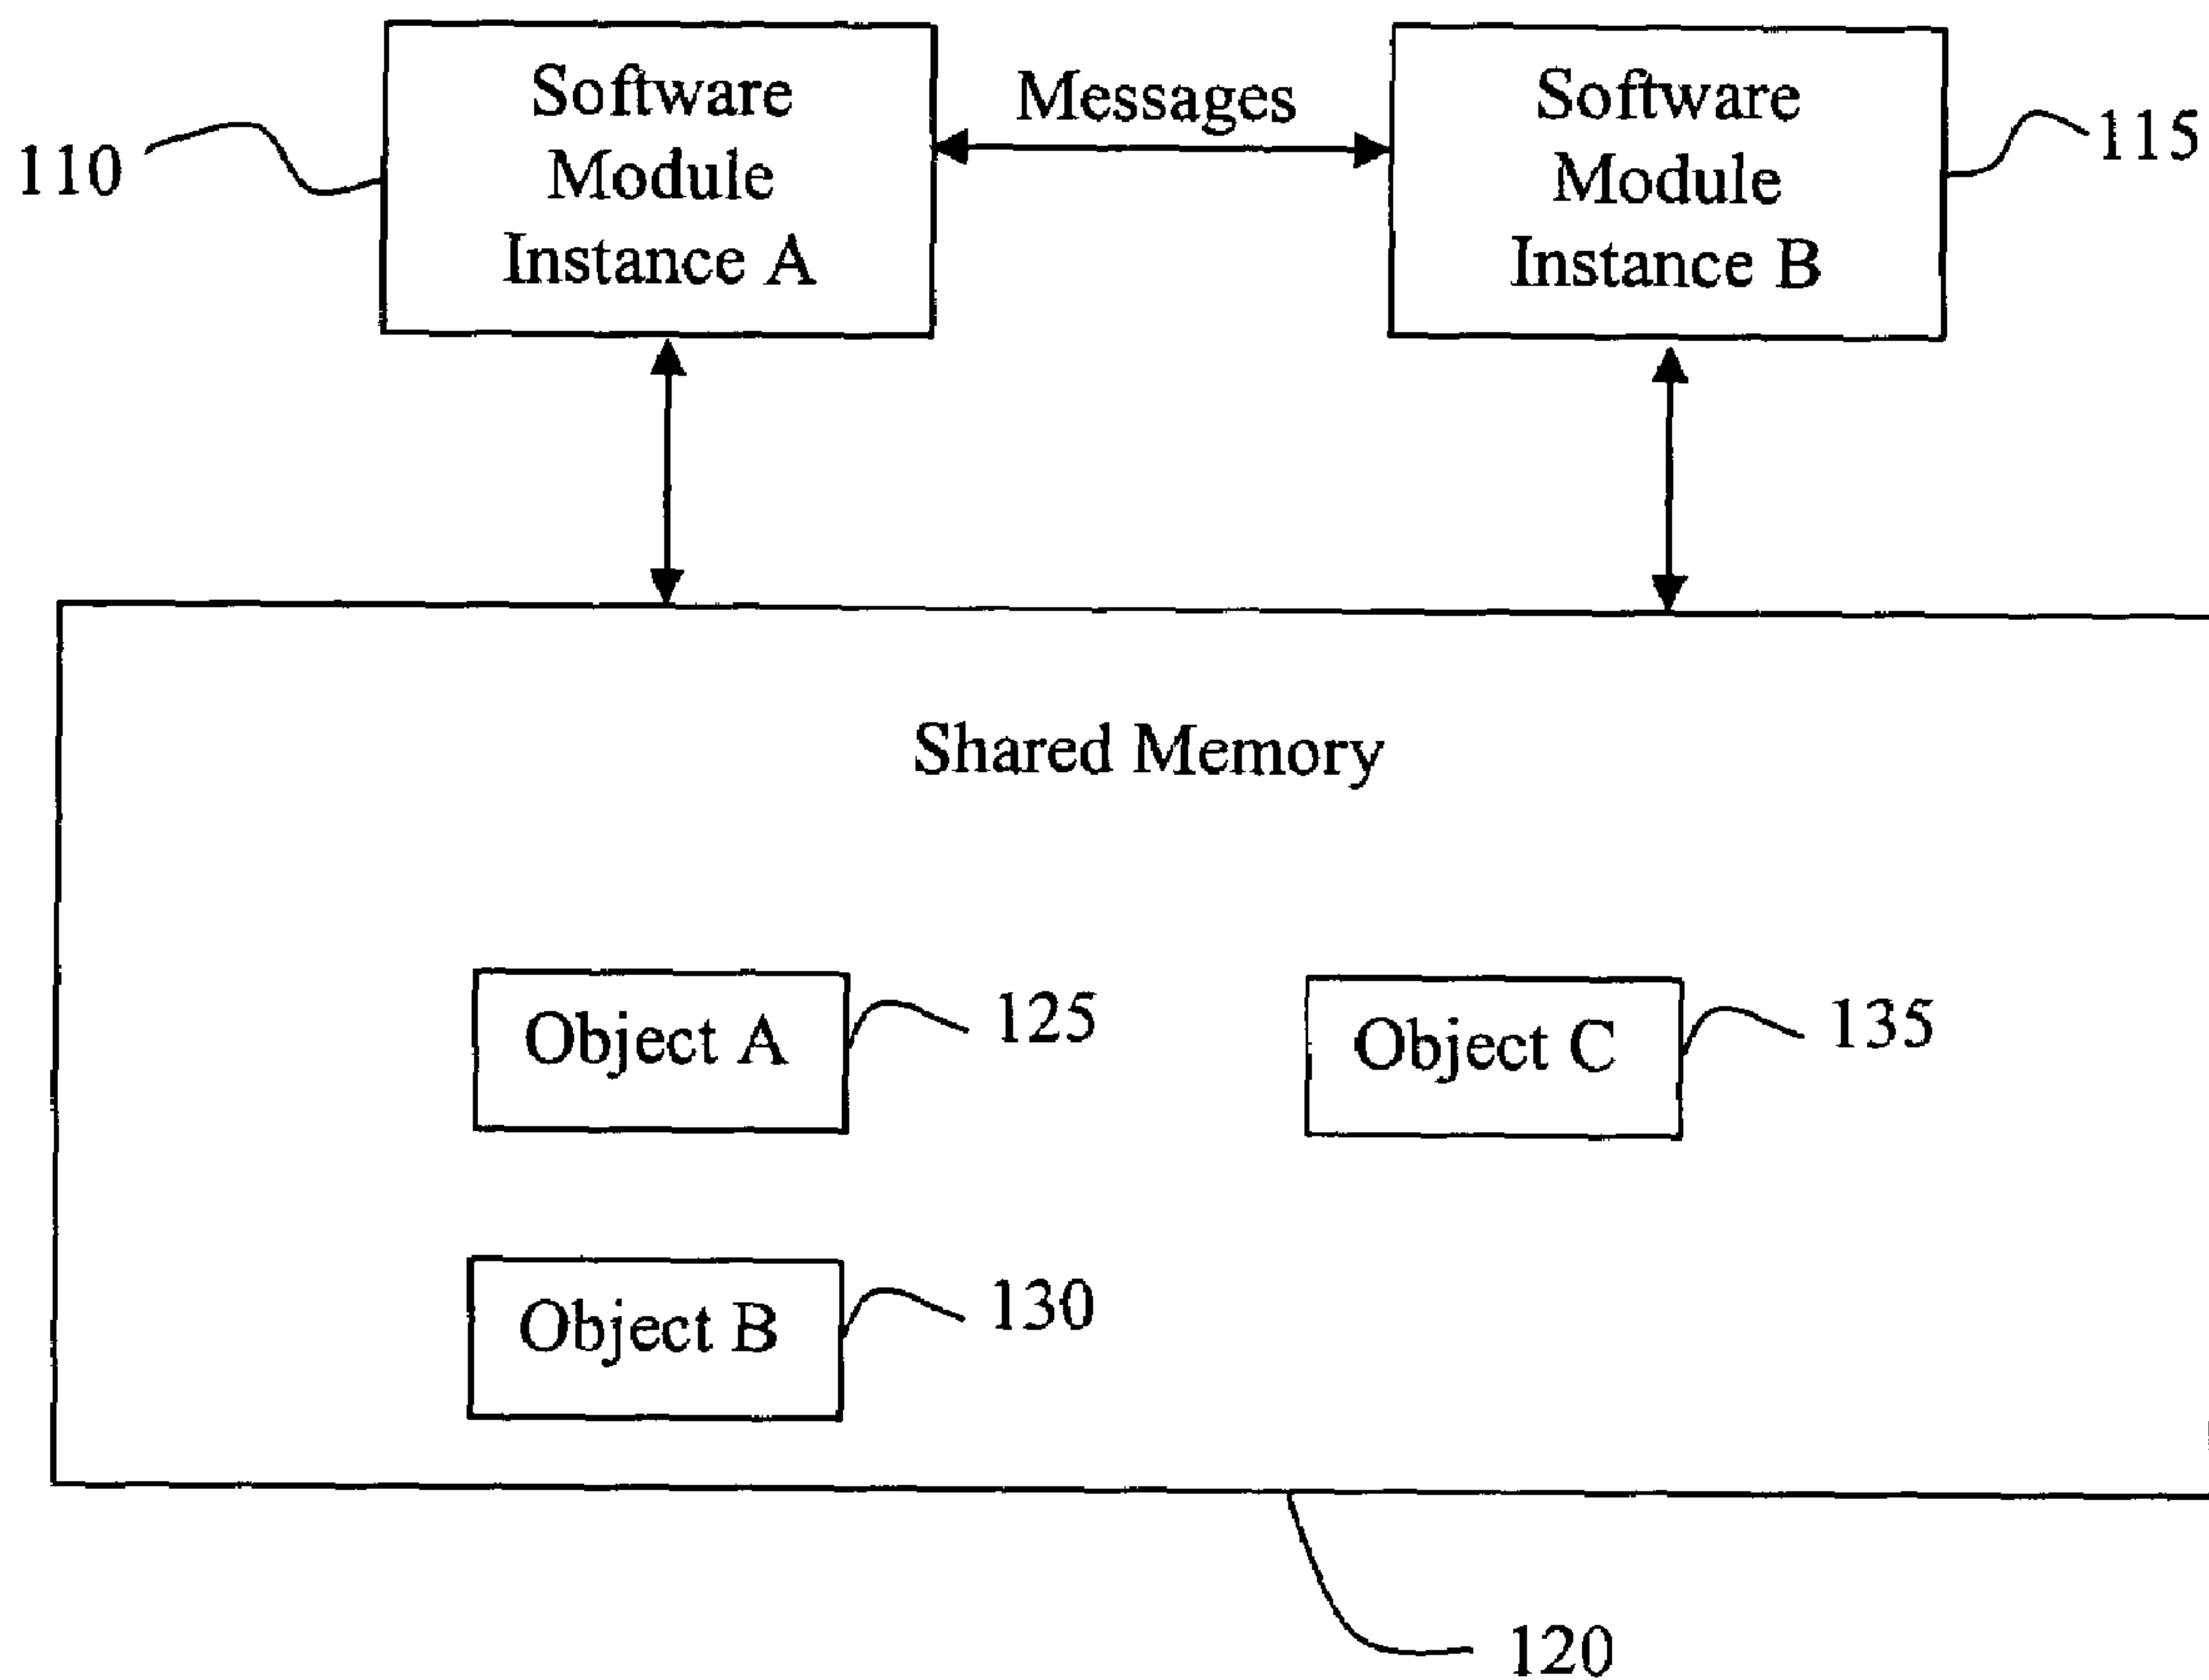 Software
Module
Instance A
Messages
Software
Module
Instance B
110
115
Shared Memory
Object A
125
Object C
135
Object B
130
120